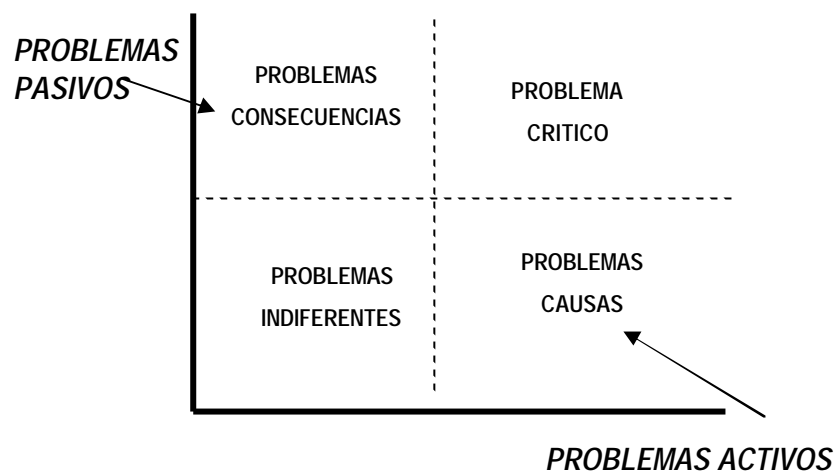 PROBLEMAS
PASIVOS
PROBLEMAS
CONSECUENCIAS
PROBLEMA
CRITICO
PROBLEMAS
INDIFERENTES
PROBLEMAS
CAUSAS
PROBLEMAS ACTIVOS